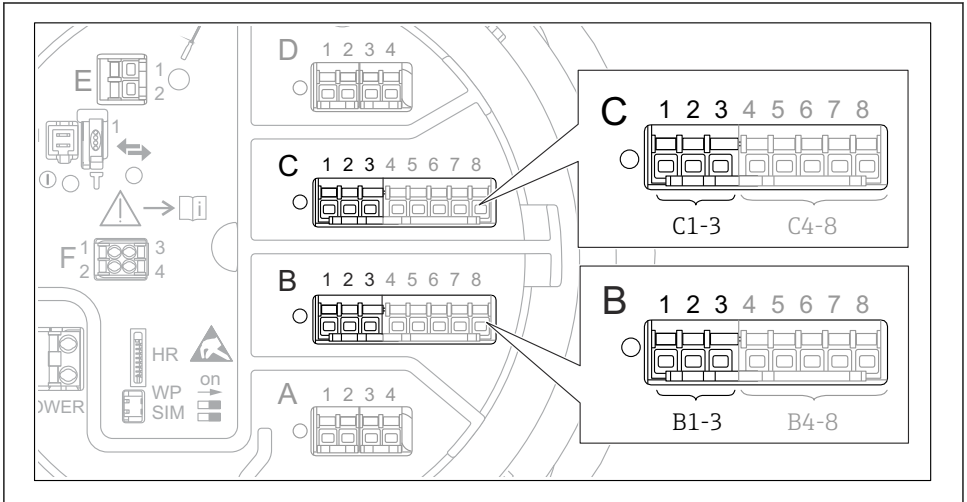 D 1 2 3 4
E 1
2
1
C 1 2 3 4 5 6 7 8
C 1 2 3 4 5 6 7 8
C1-3 C4-8
i
F 1 3
2 4
B 1 2 3 4 5 6 7 8
B 1 2 3 4 5 6 7 8
B1-3 B4-8
HR
on
WP
SIM
OWER
A 1 2 3 4